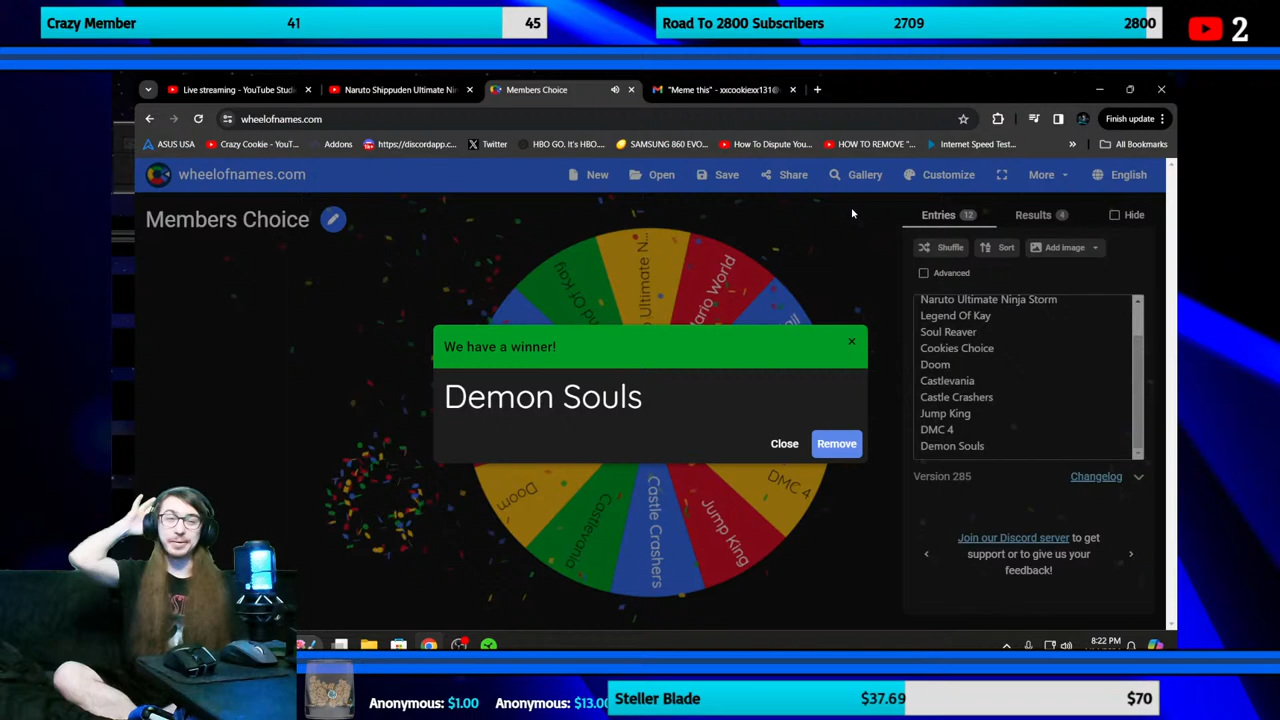 Crazy Member 41 45
Road To 2800 Subscribers 2709 2800
2
Live streaming - YouTube Studi
Naruto Shippuden Ultimate Nin
Members Choice
"Meme this" - xxcookiexx131@
wheelofnames.com
Finish update
ASUS USA
Crazy Cookie - YouT...
Addons
https://discordapp.c...
Twitter
HBO GO. It's HBO....
SAMSUNG 860 EVO...
How To Dispute You...
HOW TO REMOVE "...
Internet Speed Test...
All Bookmarks
wheelofnames.com
New
Open
Save
Share
Gallery
Customize
More
English
Members Choice
Entries 12
Results 4
Hide
Shuffle
Sort
Add image
Advanced
Naruto Ultimate Ninja Storm
Legend Of Kay
Soul Reaver
Cookies Choice
Doom
Castlevania
Castle Crashers
Jump King
DMC 4
Demon Souls
Version 285
Changelog
Join our Discord server to get
support or to give us your
feedback!
nd Of Kay
Ultimate N...
ario World
We have a winner!
Demon Souls
Close
Remove
Doom
Castlevania
Castle Crashers
Jump King
DMC 4
8:22 PM
Anonymous: $1.00
Anonymous: $13.00
Steller Blade $37.69 $70